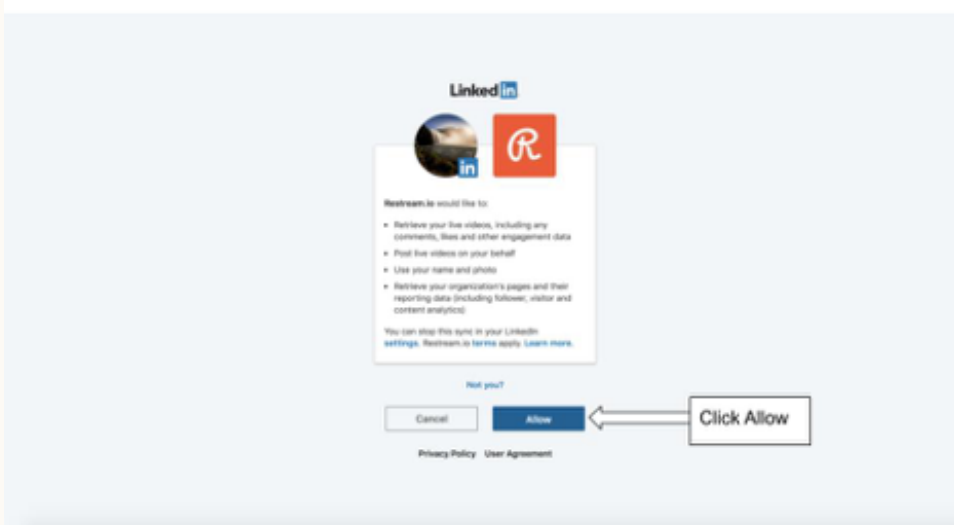 Linked in
in
R
Restream.io would like to:
• Retrieve your live videos, including any
comments, likes and other engagement data
• Post live videos on your behalf
• Use your name and photo
• Retrieve your organization's pages and their
reporting data (including follower, visitor and
content analytics)
You can stop this sync in your LinkedIn
settings. Restream.io terms apply. Learn more.
Not you?
Cancel Allow Click Allow
Privacy Policy User Agreement